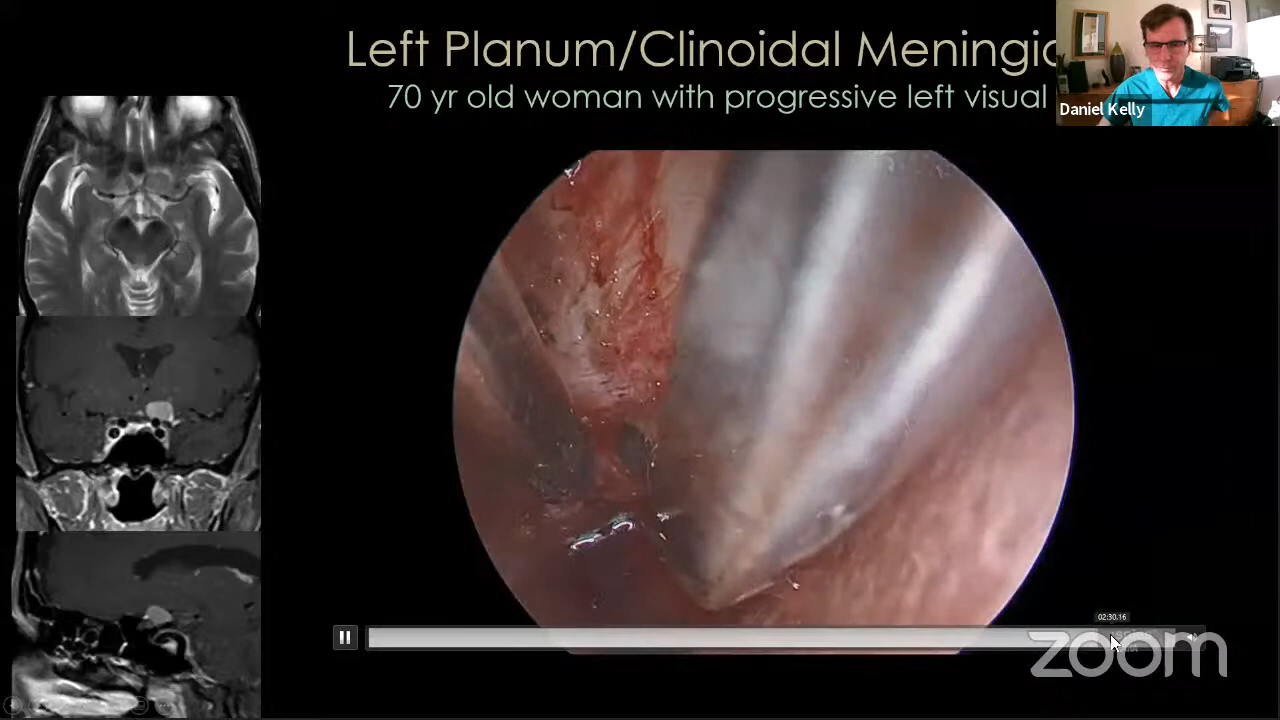 Left Planum/Clinoidal Meningio
70 yr old woman with progressive left visual
Daniel Kelly
02:30.16
zoom